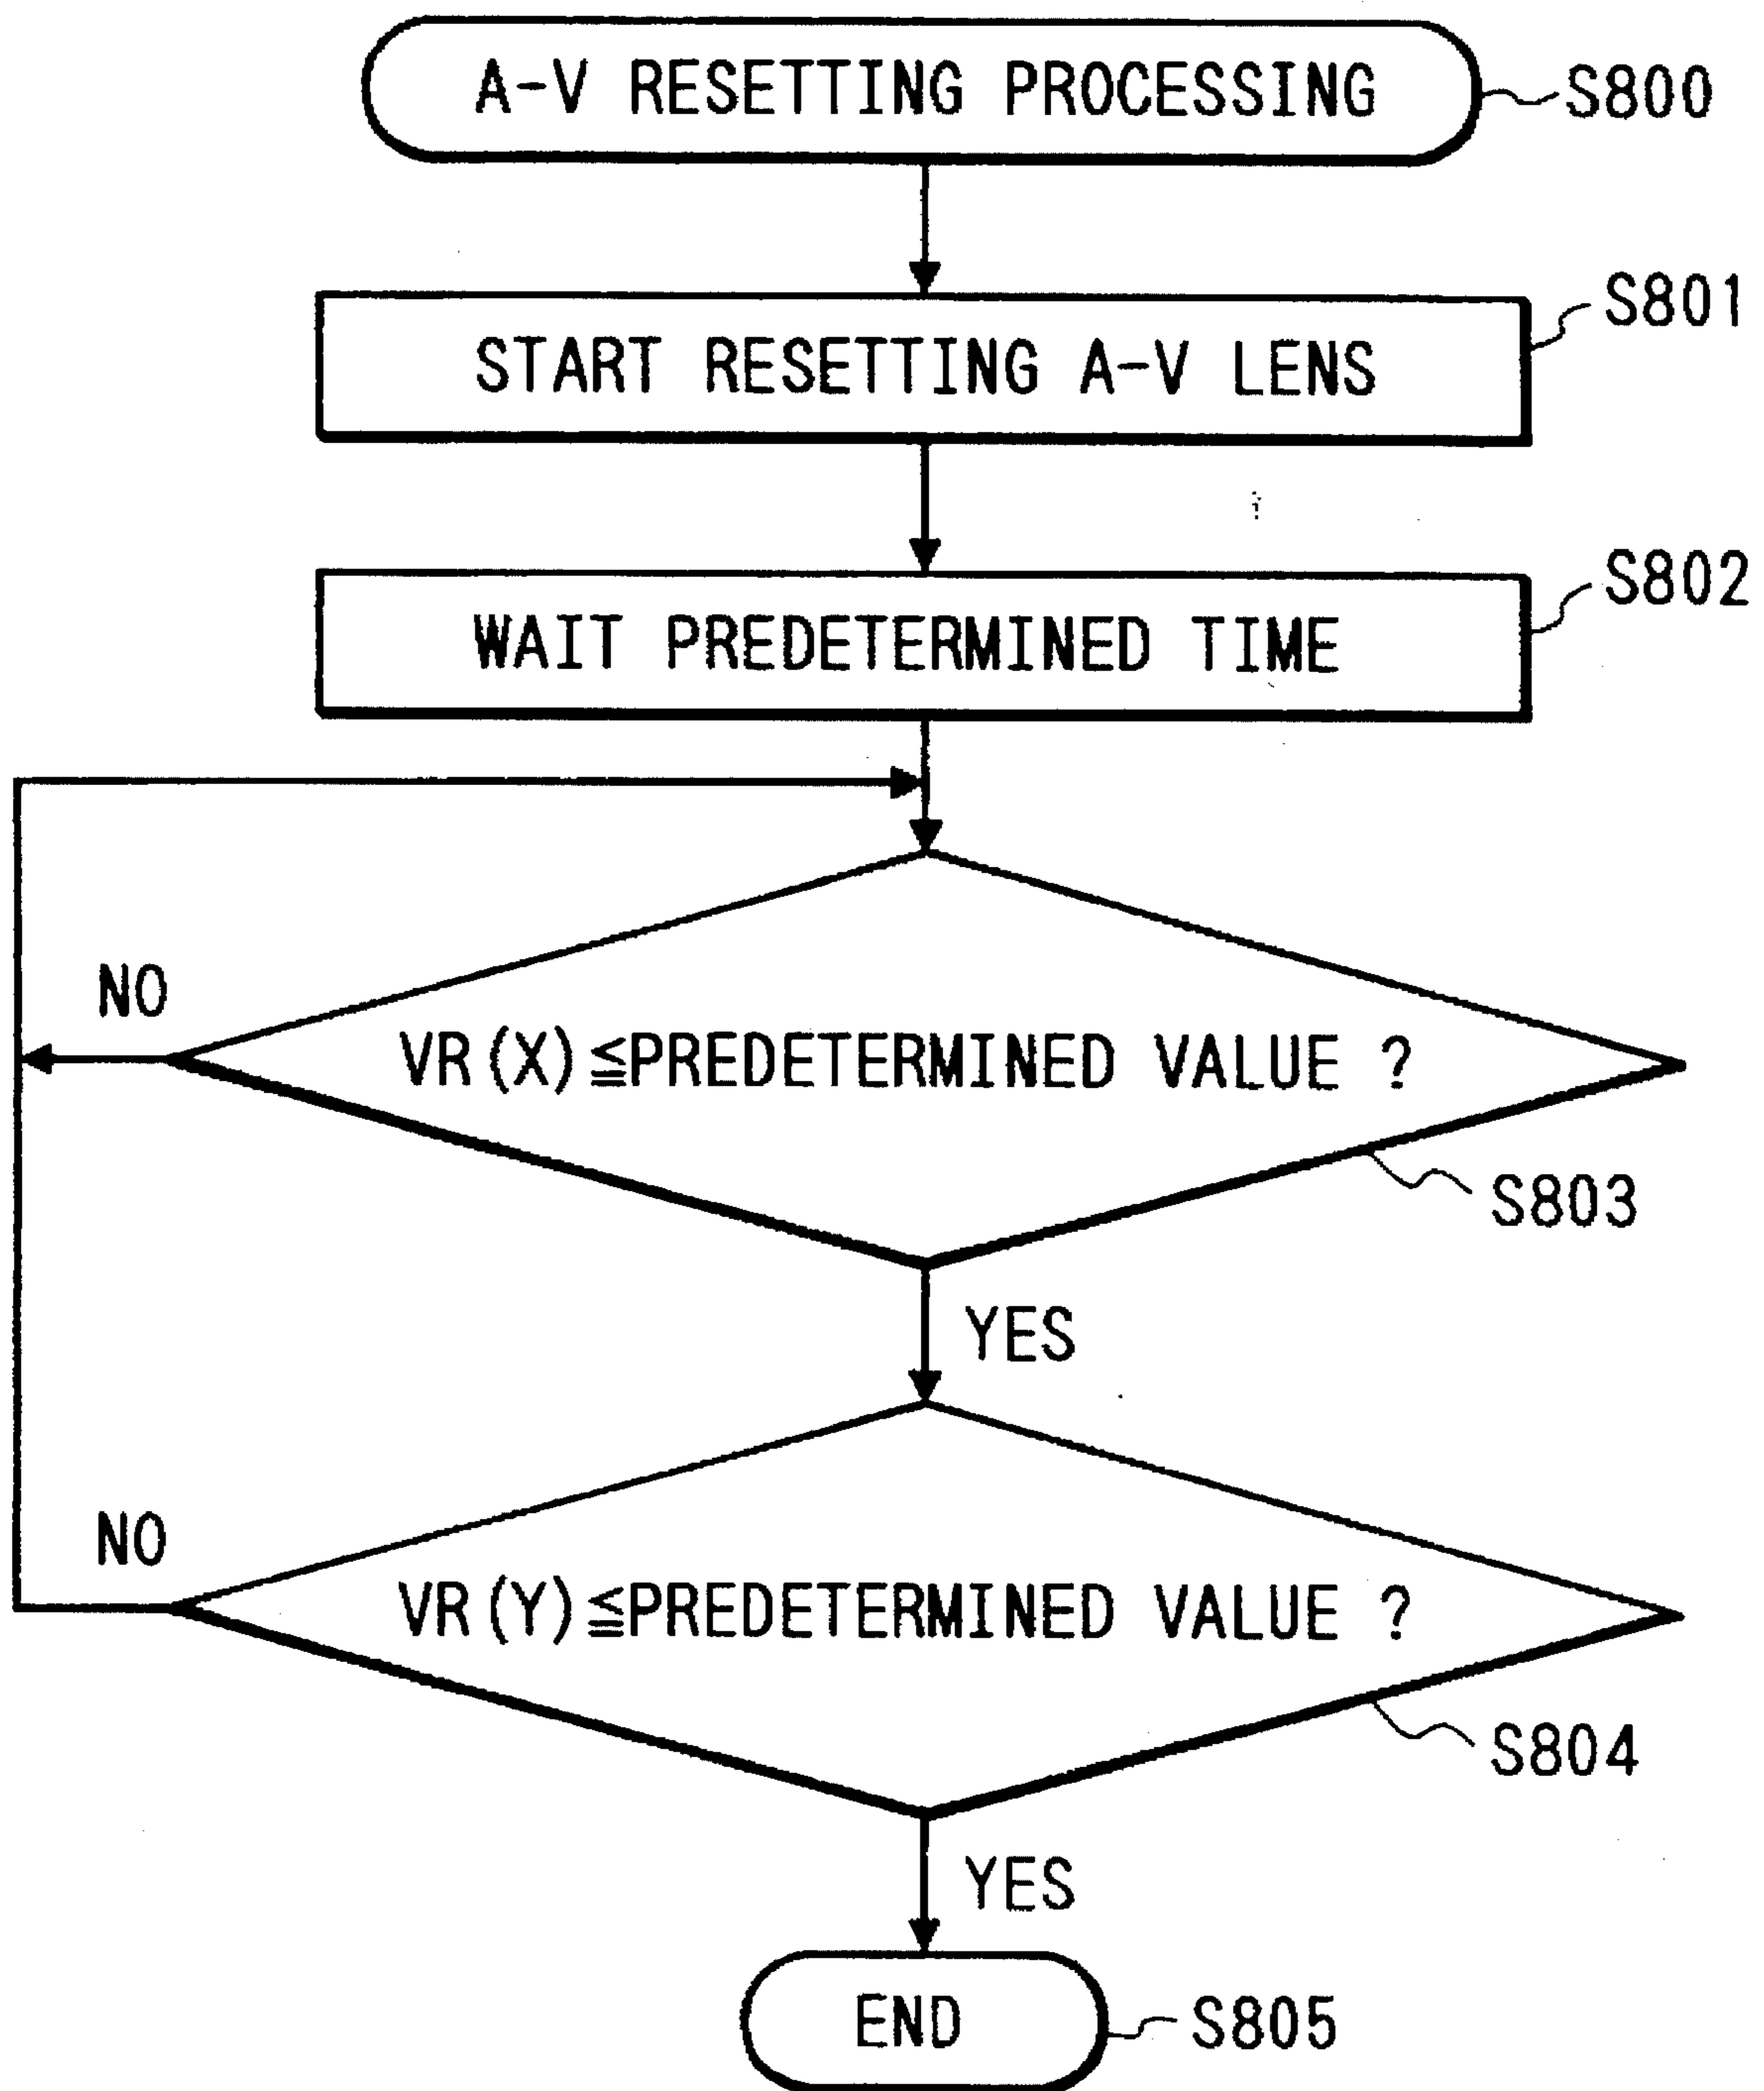 A-V RESETTING PROCESSING
S800
START RESETTING A-V LENS
S801
WAIT PREDETERMINED TIME
S802
NO
VR(X)≦PREDETERMINED VALUE ?
S803
YES
NO
VR(Y)≦PREDETERMINED VALUE ?
S804
YES
END
S805